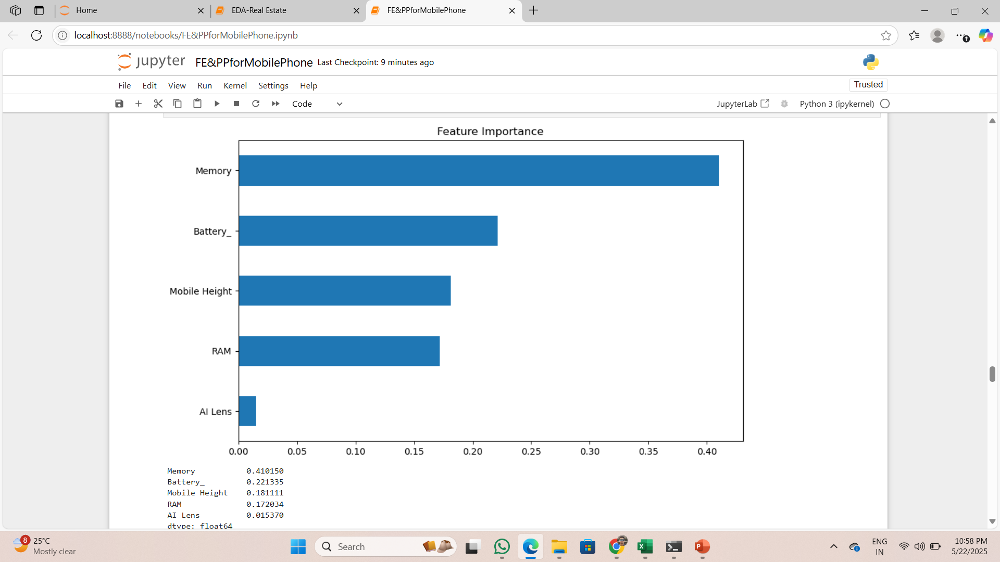 Home
EDA-Real Estate
FE&PPforMobilePhone
localhost:8888/notebooks/FE&PPforMobilePhone.ipynb
jupyter FE&PPforMobilePhone Last Checkpoint: 9 minutes ago
File Edit View Run Kernel Settings Help
Trusted
Code
JupyterLab
Python 3 (ipykernel)
Feature Importance
Memory
Battery_
Mobile Height
RAM
AI Lens
0.00 0.05 0.10 0.15 0.20 0.25 0.30 0.35 0.40
Memory 0.410150
Battery_ 0.221335
Mobile Height 0.181111
RAM 0.172034
AI Lens 0.015370
dtype: float64
8
25°C
Mostly clear
Search
ENG
IN
10:58 PM
5/22/2025